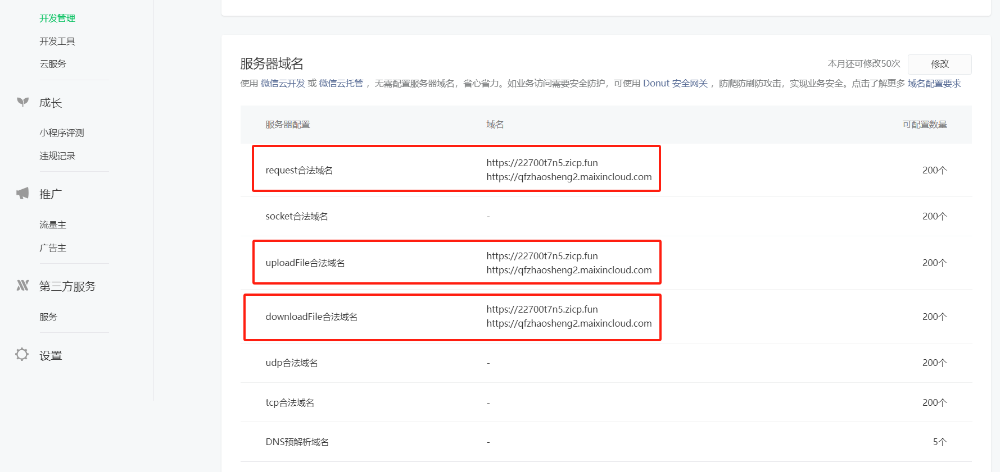 开发管理
开发工具
云服务
成长
小程序评测
违规记录
推广
流量主
广告主
第三方服务
服务
设置
服务器域名
本月还可修改50次
修改
使用 微信云开发 或 微信云托管 ，无需配置服务器域名，省心省力。如业务访问需要安全防护，可使用 Donut 安全网关 ，防爬防刷防攻击，实现业务安全。点击了解更多 域名配置要求
服务器配置 域名 可配置数量
https://22700t7n5.zicp.fun
request合法域名 200个
https://qfzhaosheng2.maixincloud.com
socket合法域名 - 200个
https://22700t7n5.zicp.fun
uploadFile合法域名 200个
https://qfzhaosheng2.maixincloud.com
https://22700t7n5.zicp.fun
downloadFile合法域名 200个
https://qfzhaosheng2.maixincloud.com
udp合法域名 - 200个
tcp合法域名 - 200个
DNS预解析域名 - 5个